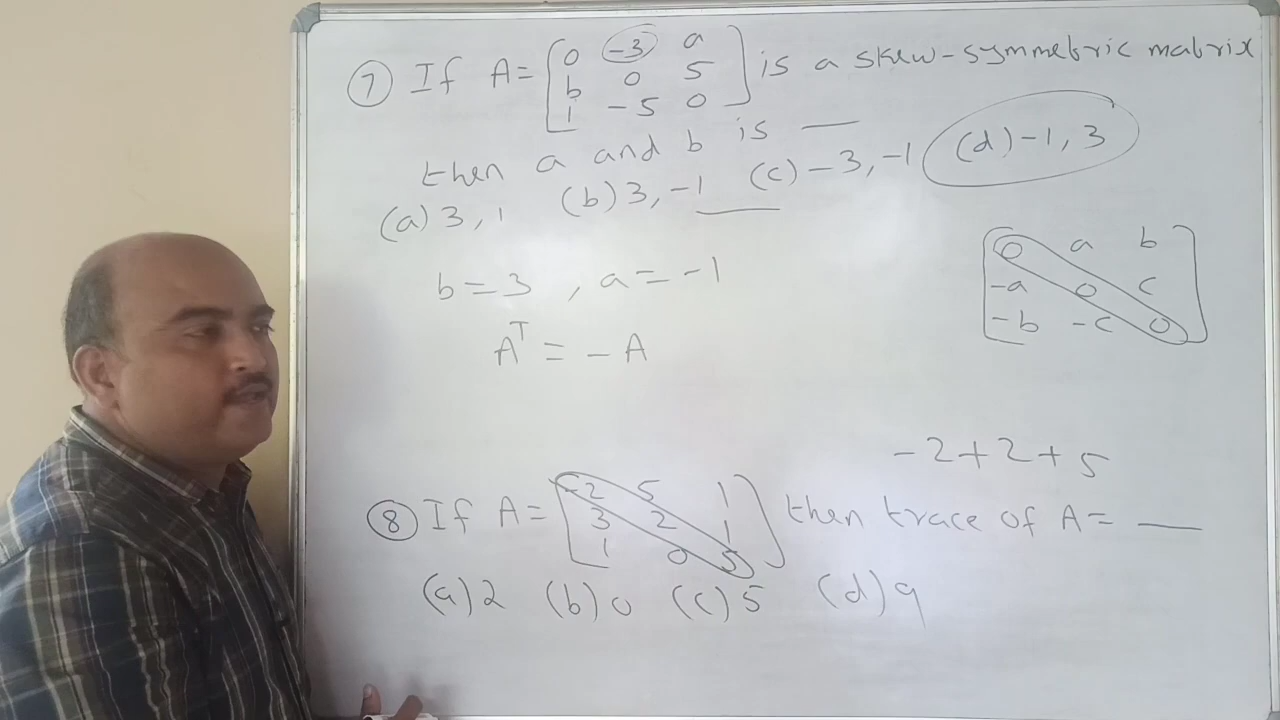 ⑦ If A = [0 -3 a] is a skew-symmetric matrix
[b 0 5]
[1 -5 0]
then a and b is __
(a) 3, 1 (b) 3, -1 (c) -3, -1 (d) -1, 3
b = 3, a = -1
A^T = -A
[0 a b]
[-a 0 c]
[-b -c 0]
-2+2+5
⑧ If A = [-2 5 1] then trace of A = __
[3 2 1]
[1 0 5]
(a) 2 (b) 0 (c) 5 (d) 9